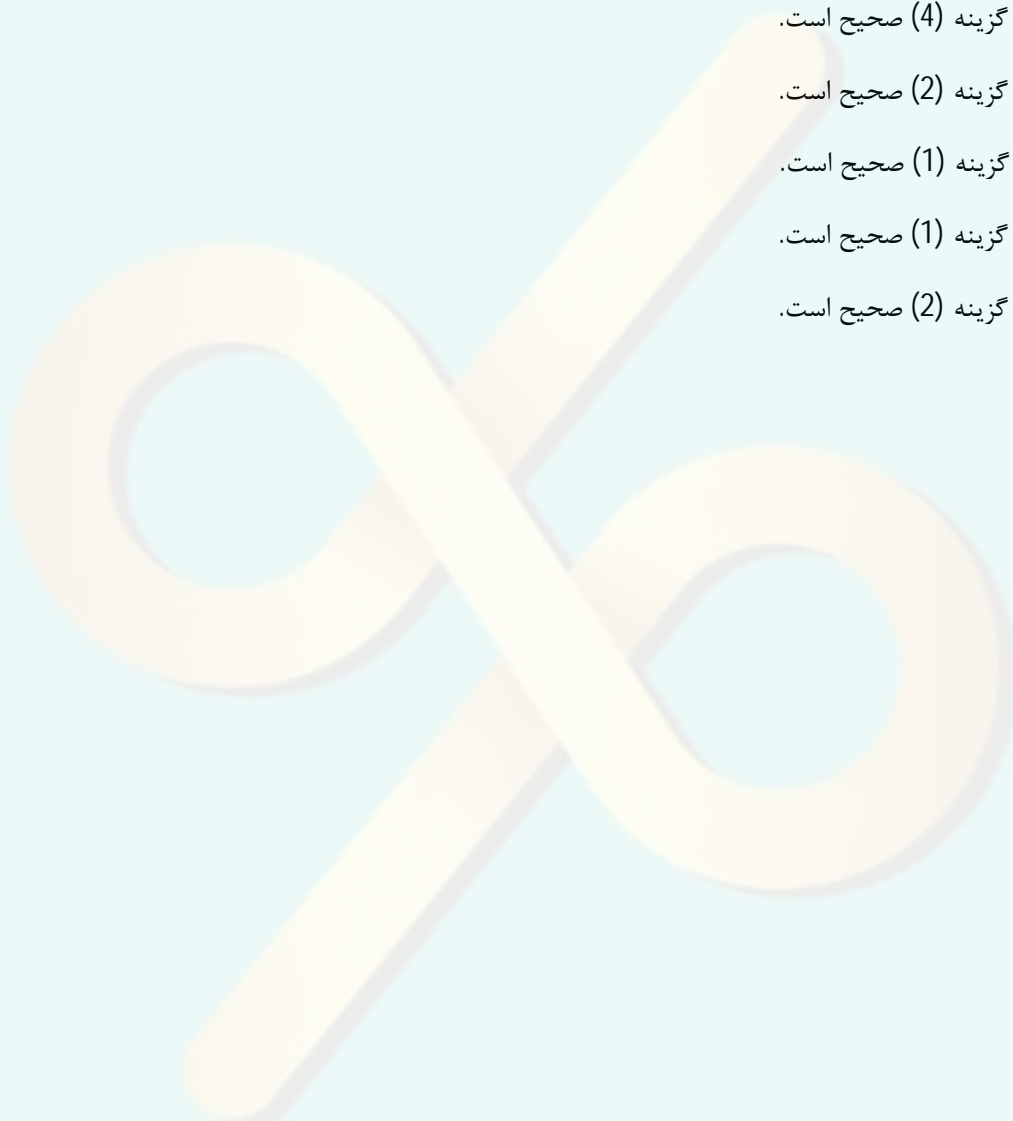 گزینه (4) صحیح است.
گزینه (2) صحیح است.
گزینه (1) صحیح است.
گزینه (1) صحیح است.
گزینه (2) صحیح است.